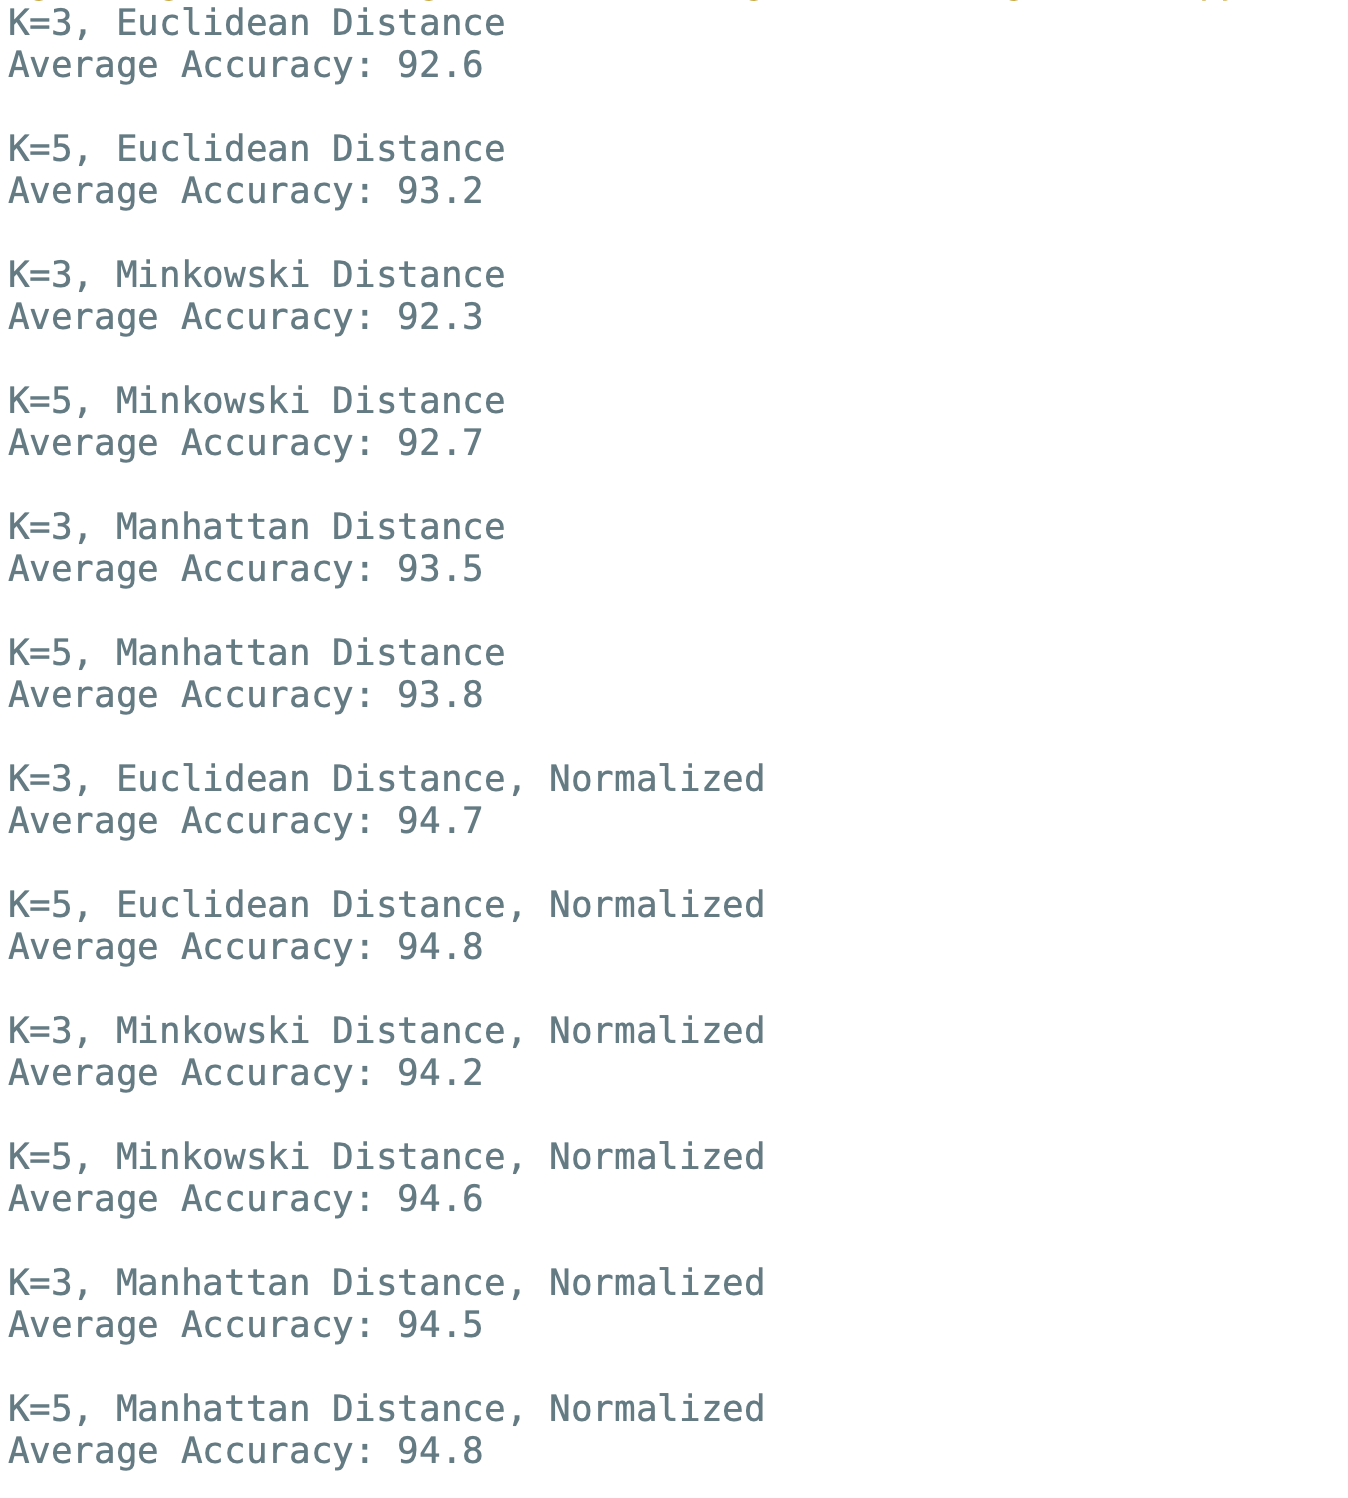 K=3, Euclidean Distance
Average Accuracy: 92.6
K=5, Euclidean Distance
Average Accuracy: 93.2
K=3, Minkowski Distance
Average Accuracy: 92.3
K=5, Minkowski Distance
Average Accuracy: 92.7
K=3, Manhattan Distance
Average Accuracy: 93.5
K=5, Manhattan Distance
Average Accuracy: 93.8
K=3, Euclidean Distance, Normalized
Average Accuracy: 94.7
K=5, Euclidean Distance, Normalized
Average Accuracy: 94.8
K=3, Minkowski Distance, Normalized
Average Accuracy: 94.2
K=5, Minkowski Distance, Normalized
Average Accuracy: 94.6
K=3, Manhattan Distance, Normalized
Average Accuracy: 94.5
K=5, Manhattan Distance, Normalized
Average Accuracy: 94.8